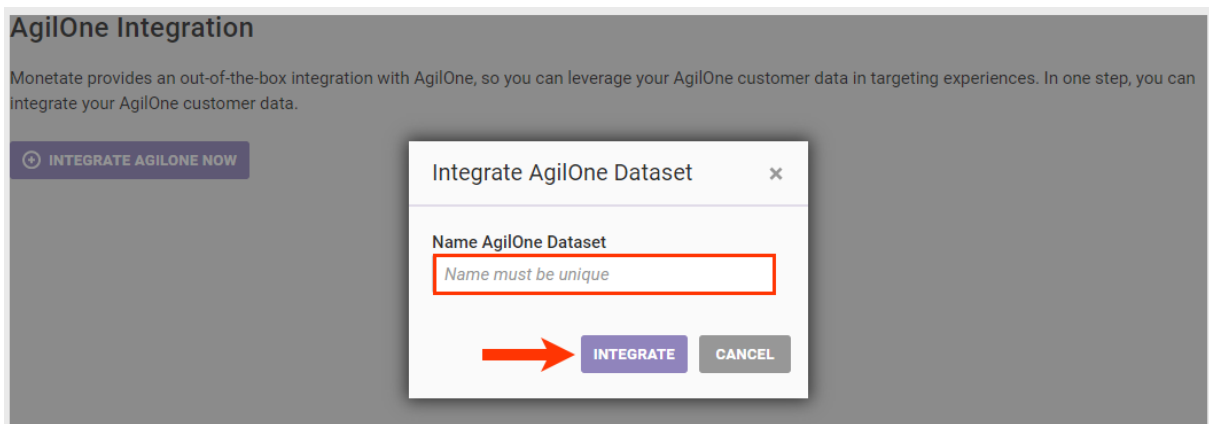 AgilOne Integration
Monetate provides an out-of-the-box integration with AgilOne, so you can leverage your AgilOne customer data in targeting experiences. In one step, you can
integrate your AgilOne customer data.
INTEGRATE AGILONE NOW
Integrate AgilOne Dataset
Name AgilOne Dataset
Name must be unique
INTEGRATE CANCEL